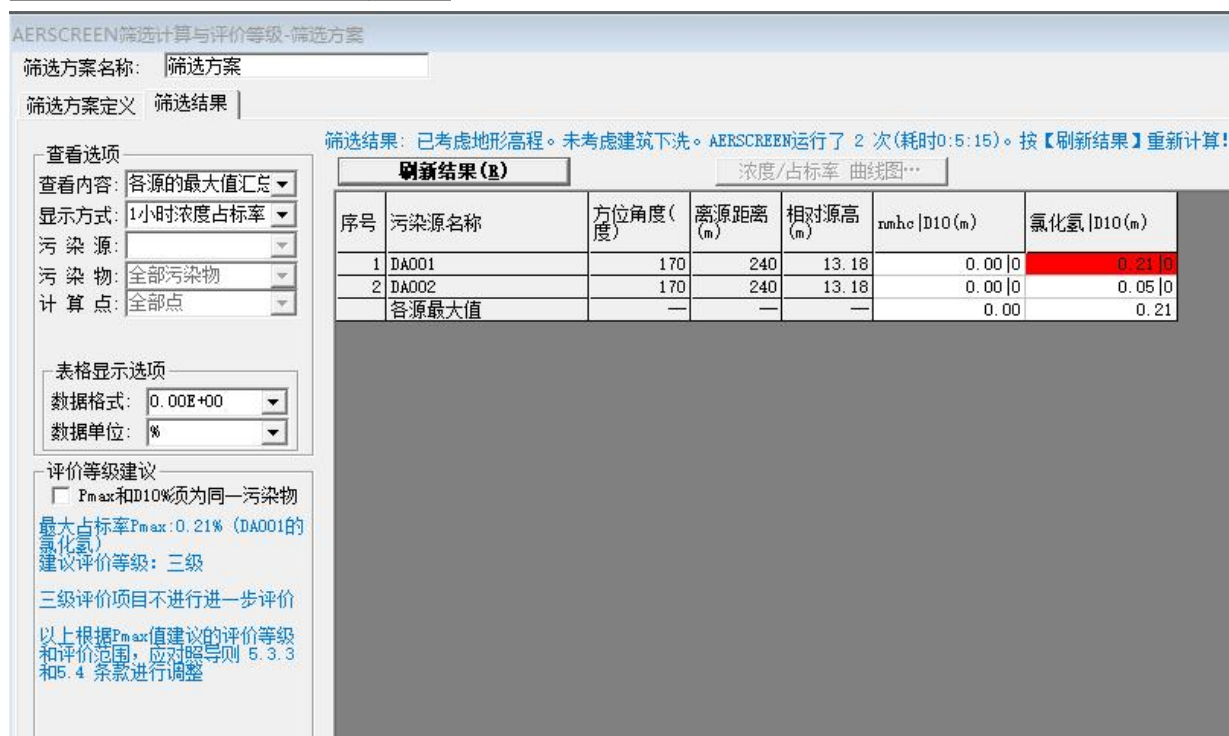 AERSCREEN筛选计算与评价等级-筛选方案
筛选方案名称: 筛选方案
筛选方案定义 筛选结果
筛选结果: 已考虑地形高程。未考虑建筑下洗。AERSCREEN运行了 2 次(耗时0:5:15)。按【刷新结果】重新计算!
查看选项
查看内容: 各源的最大值汇总
显示方式: 1小时浓度占标率
污 染 源:
污 染 物: 全部污染物
计 算 点: 全部点
刷新结果(R) 浓度/占标率 曲线图…
序号 污染源名称 方位角度(度) 离源距离(m) 相对源高(m) nmhc|D10(m) 氯化氢|D10(m)
1 DA001 170 240 13.18 0.00|0 0.21|0
2 DA002 170 240 13.18 0.00|0 0.05|0
各源最大值 — — — 0.00 0.21
表格显示选项
数据格式: 0.00E+00
数据单位: %
评价等级建议
Pmax和D10%须为同一污染物
最大占标率Pmax:0.21% (DA001的
氯化氢)
建议评价等级: 三级
三级评价项目不进行进一步评价
以上根据Pmax值建议的评价等级
和评价范围,应对照导则 5.3.3
和5.4 条款进行调整